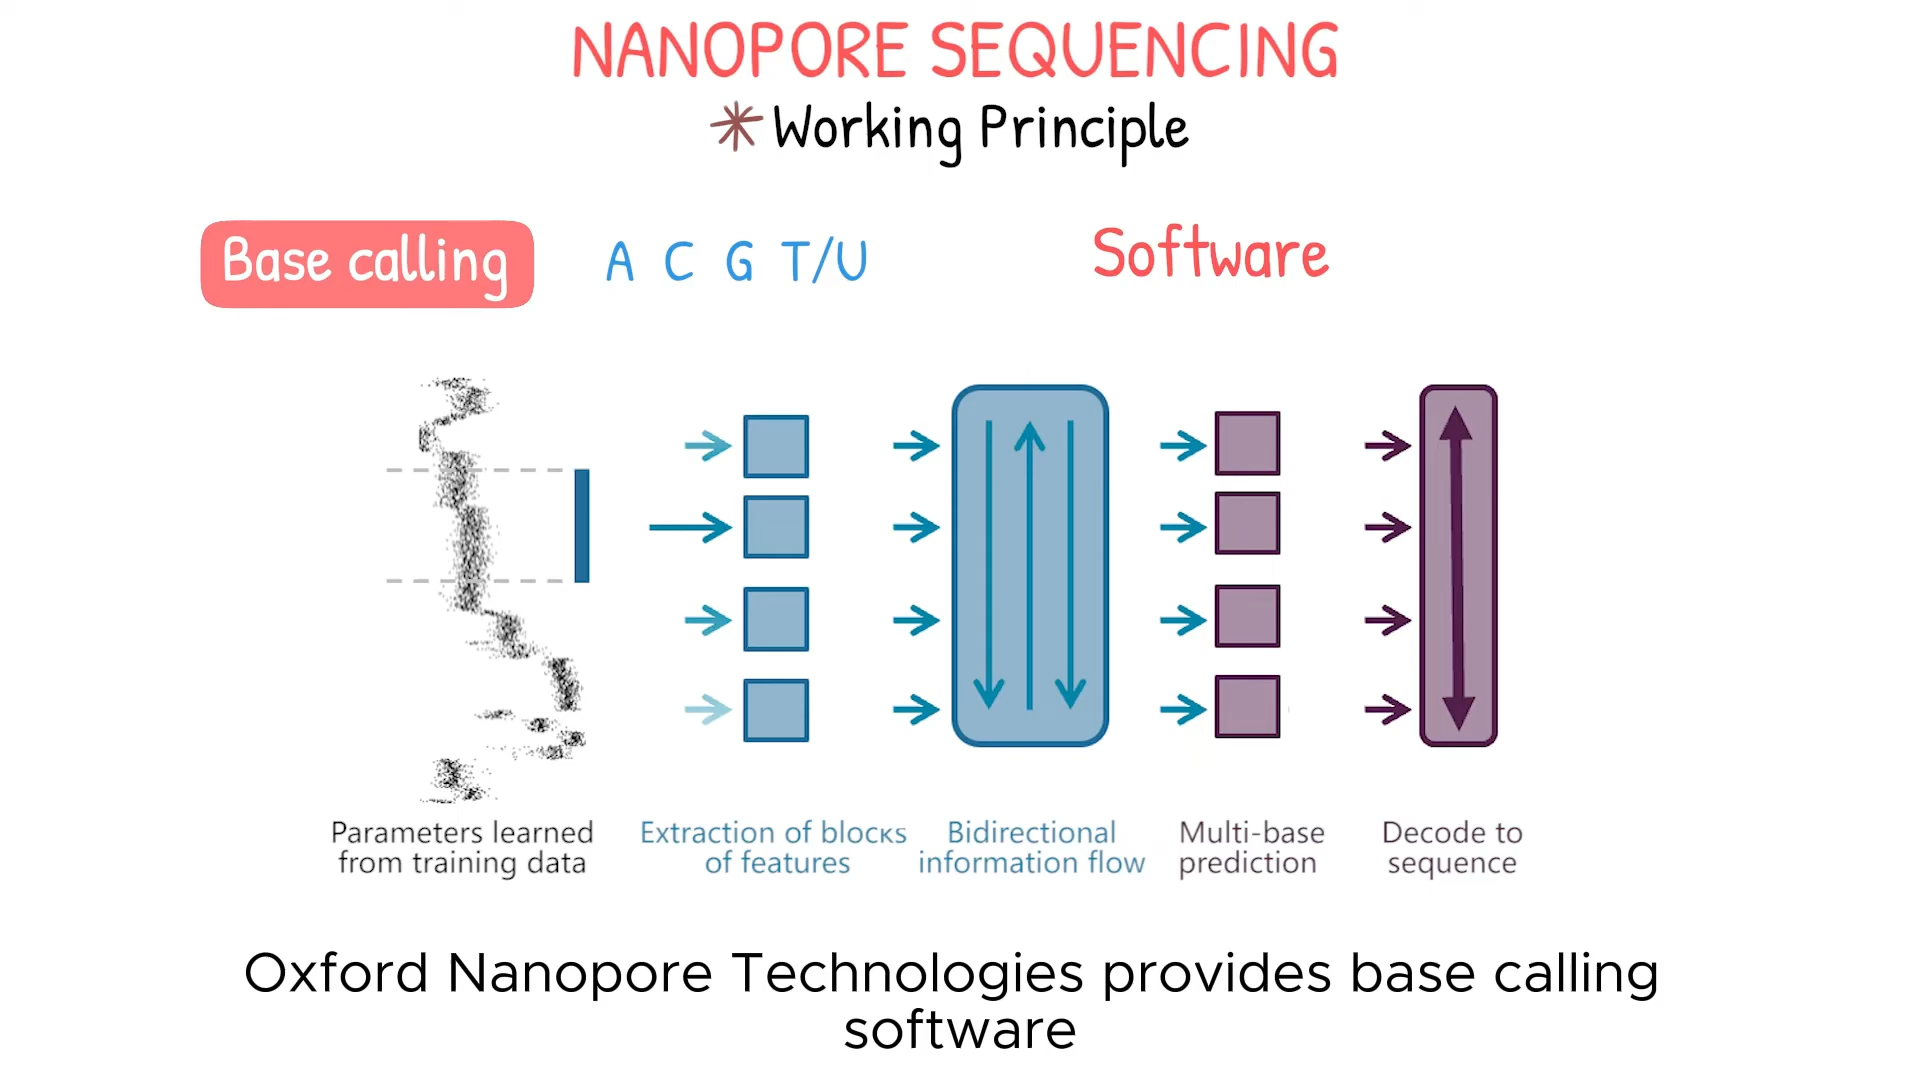 NANOPORE SEQUENCING
Working Principle
Base calling
A C G T/U
Software
Parameters learned
from training data
Extraction of blocks
of features
Bidirectional
information flow
Multi-base
prediction
Decode to
sequence
Oxford Nanopore Technologies provides base calling
software